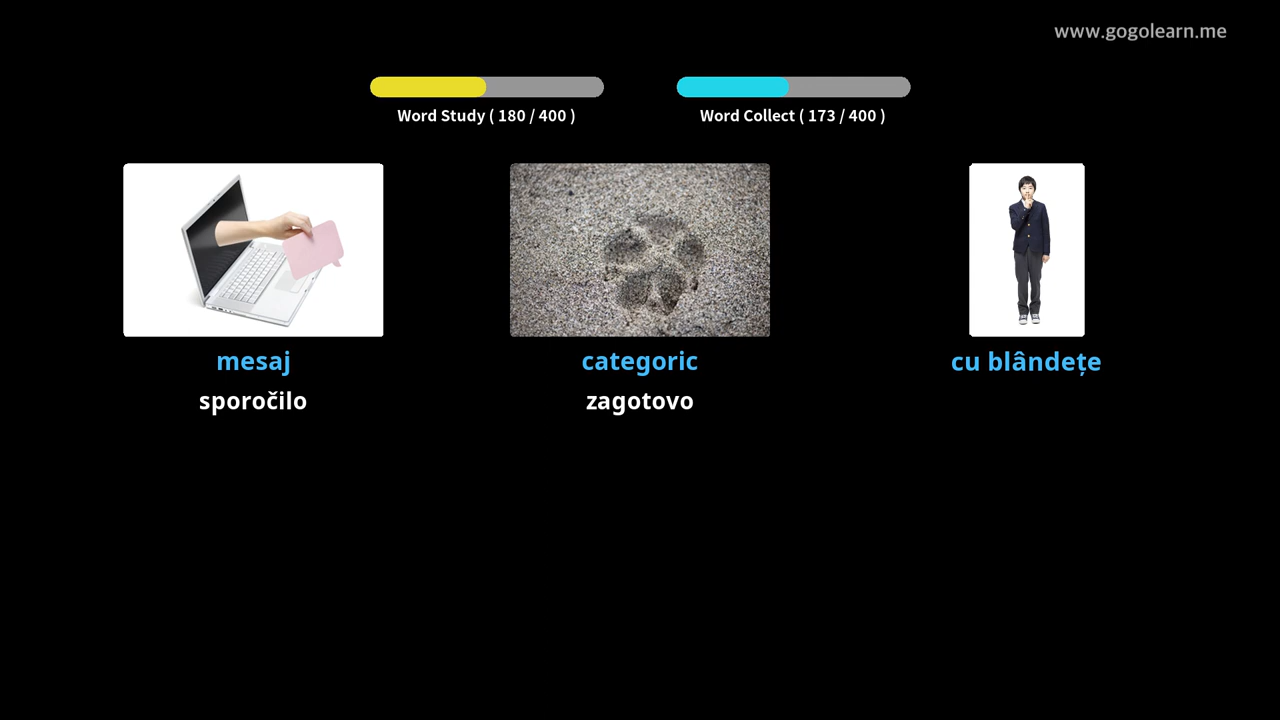 www.gogolearn.me
Word Study ( 180 / 400 )
Word Collect ( 173 / 400 )
mesaj
sporočilo
categoric
zagotovo
cu blândețe